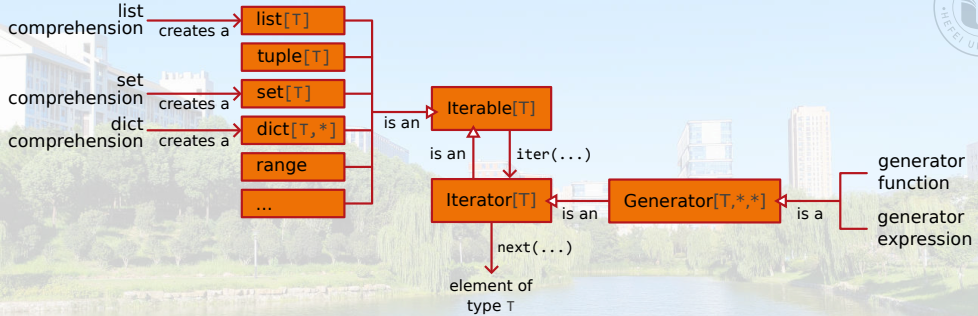 list
comprehension
creates a
list[T]
tuple[T]
set
comprehension
creates a
set[T]
dict
comprehension
creates a
dict[T,*]
range
...
is an
Iterable[T]
is an
iter(...)
Iterator[T]
is an
Generator[T,*,*]
is a
generator
function
generator
expression
next(...)
element of
type T
HEFEI U